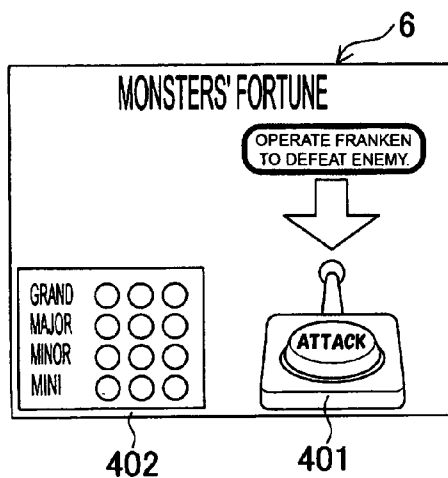 6
MONSTERS' FORTUNE
OPERATE FRANKEN
TO DEFEAT ENEMY.
GRAND
MAJOR
MINOR
MINI
ATTACK
402
401